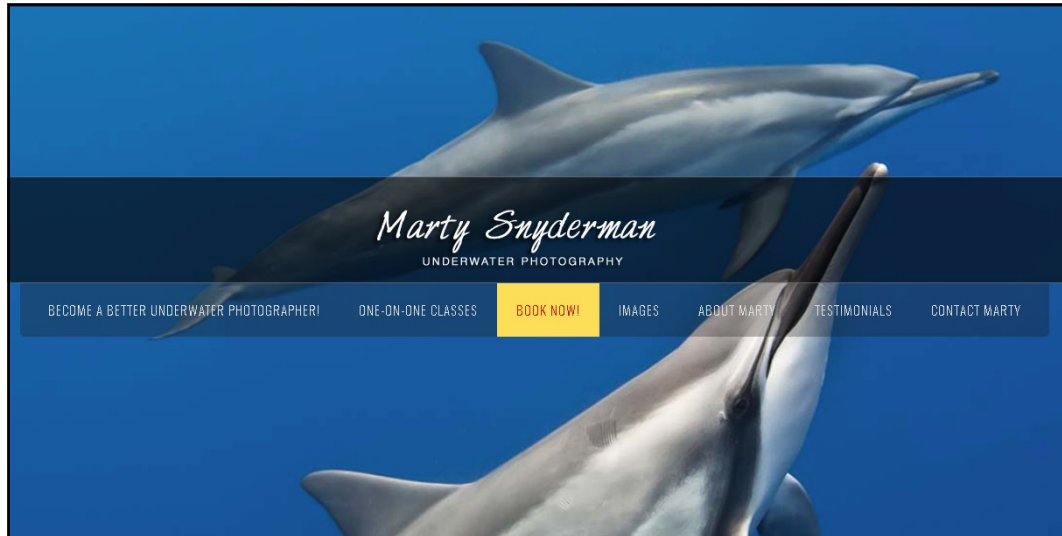 Marty Snyderman
UNDERWATER PHOTOGRAPHY
BECOME A BETTER UNDERWATER PHOTOGRAPHER! ONE-ON-ONE CLASSES BOOK NOW! IMAGES ABOUT MARTY TESTIMONIALS CONTACT MARTY